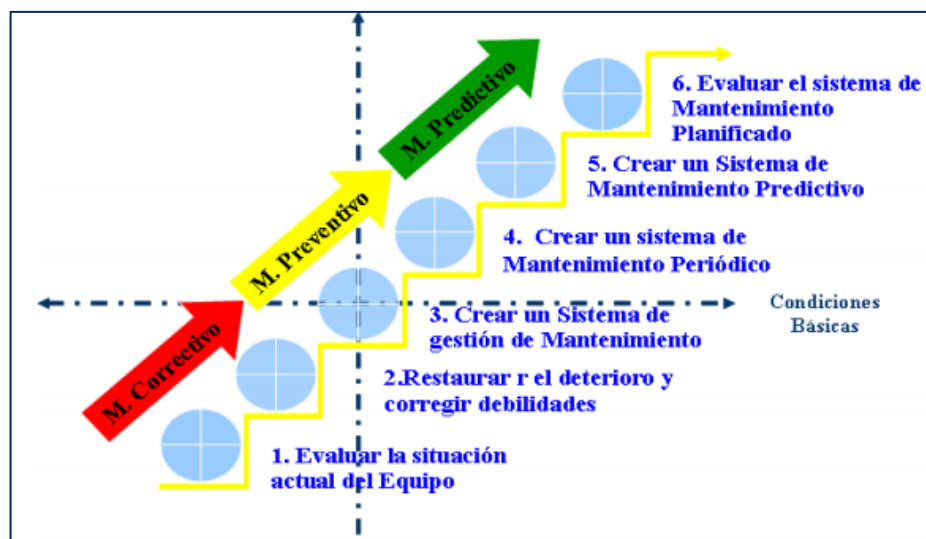 M. Predictivo
M. Preventivo
M. Correctivo
6. Evaluar el sistema de
Mantenimiento
Planificado
5. Crear un Sistema de
Mantenimiento Predictivo
4. Crear un sistema de
Mantenimiento Periódico
Condiciones
Básicas
3. Crear un Sistema de
gestión de Mantenimiento
2.Restaurar r el deterioro y
corregir debilidades
1. Evaluar la situación
actual del Equipo